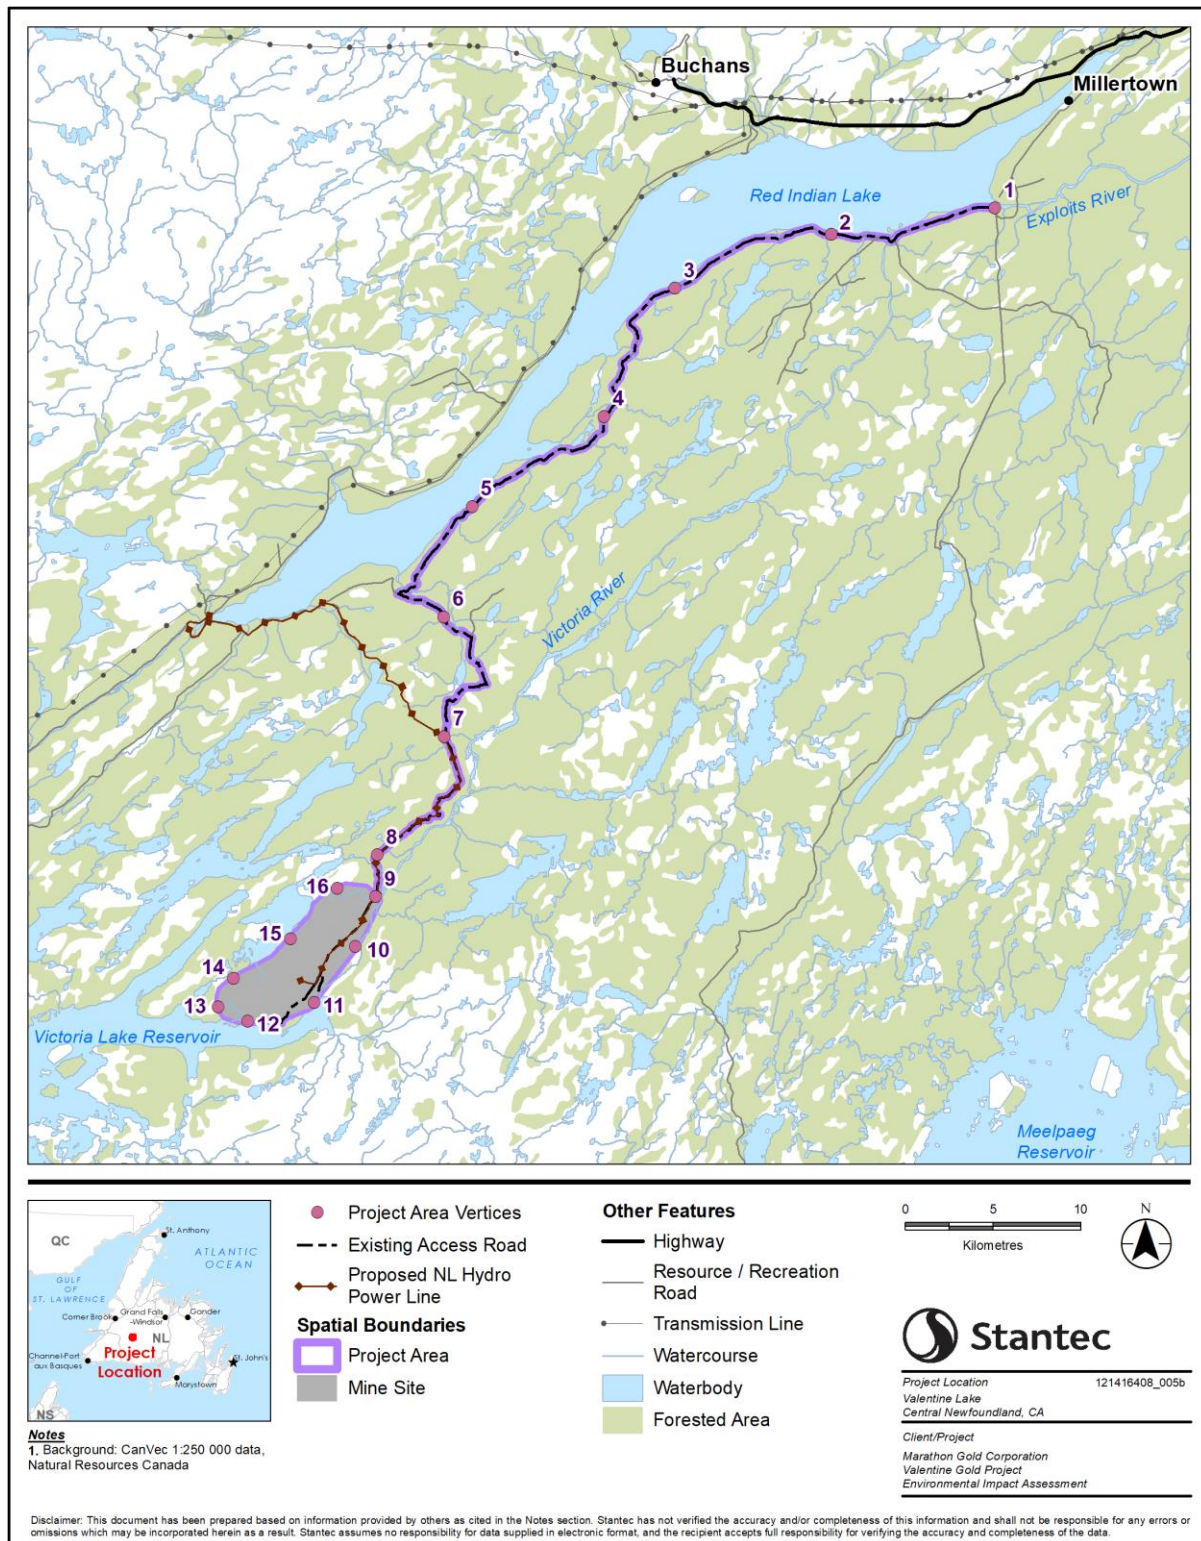 Buchans
Millertown
Red Indian Lake
1
Exploits River
2
3
4
5
6
Victoria River
7
8
16
9
15
10
14
13
11
12
Victoria Lake Reservoir
Meelpaeg
Reservoir
QC
St. Anthony
ATLANTIC
OCEAN
GULF
OF
ST. LAWRENCE
Corner Brook
Grand Falls
-Windsor
Gander
NL
Project
Location
Channel-Port
aux Basques
St. John's
Marystown
NS
Notes
1. Background: CanVec 1:250 000 data,
Natural Resources Canada
Project Area Vertices
Existing Access Road
Proposed NL Hydro
Power Line
Spatial Boundaries
Project Area
Mine Site
Other Features
Highway
Resource / Recreation
Road
Transmission Line
Watercourse
Waterbody
Forested Area
0 5 10
Kilometres
N
Stantec
Project Location 121416408_005b
Valentine Lake
Central Newfoundland, CA
Client/Project
Marathon Gold Corporation
Valentine Gold Project
Environmental Impact Assessment
Disclaimer: This document has been prepared based on information provided by others as cited in the Notes section. Stantec has not verified the accuracy and/or completeness of this information and shall not be responsible for any errors or
omissions which may be incorporated herein as a result. Stantec assumes no responsibility for data supplied in electronic format, and the recipient accepts full responsibility for verifying the accuracy and completeness of the data.